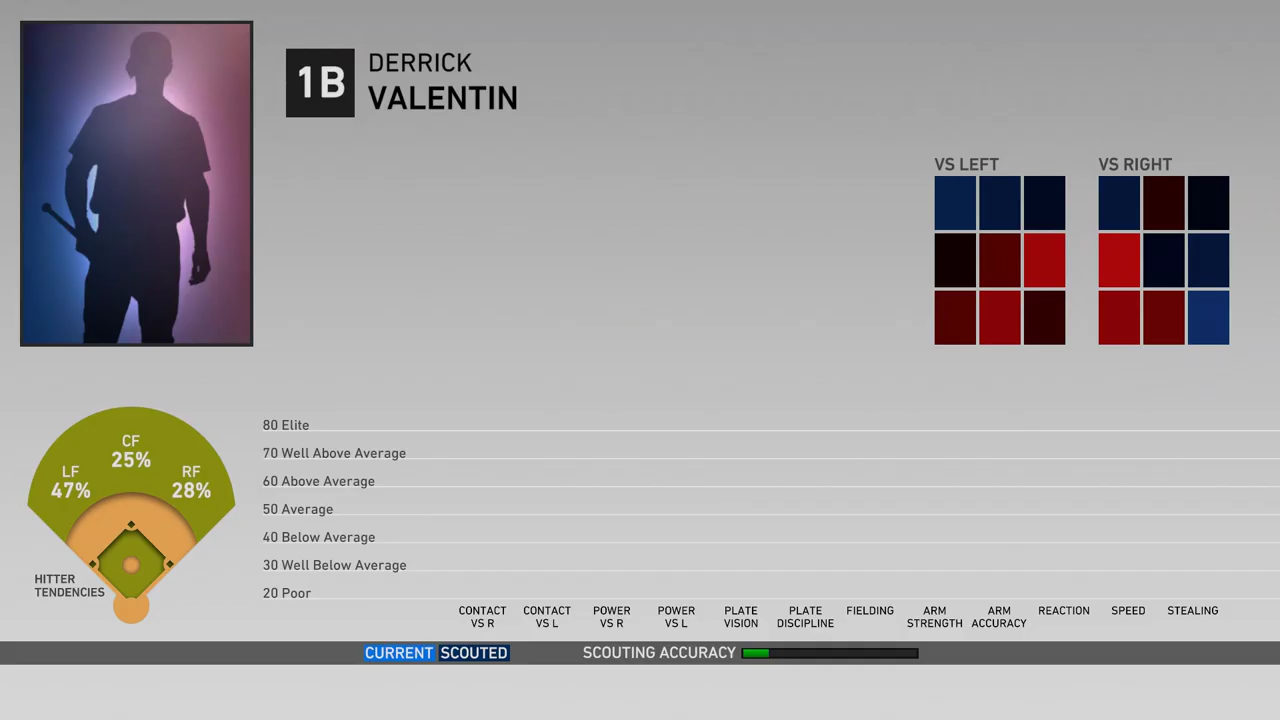 1B
DERRICK
VALENTIN
VS LEFT
VS RIGHT
CF
25%
LF
47%
RF
28%
HITTER
TENDENCIES
80 Elite
70 Well Above Average
60 Above Average
50 Average
40 Below Average
30 Well Below Average
20 Poor
CONTACT
VS R
CONTACT
VS L
POWER
VS R
POWER
VS L
PLATE
VISION
PLATE
DISCIPLINE
FIELDING
ARM
STRENGTH
ARM
ACCURACY
REACTION
SPEED
STEALING
CURRENT SCOUTED
SCOUTING ACCURACY